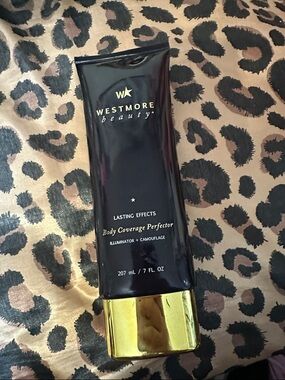 W★
WESTMORE
beauty®
LASTING EFFECTS
Body Coverage Perfector
ILLUMINATOR + CAMOUFLAGE
207 mL / 7 FL. OZ